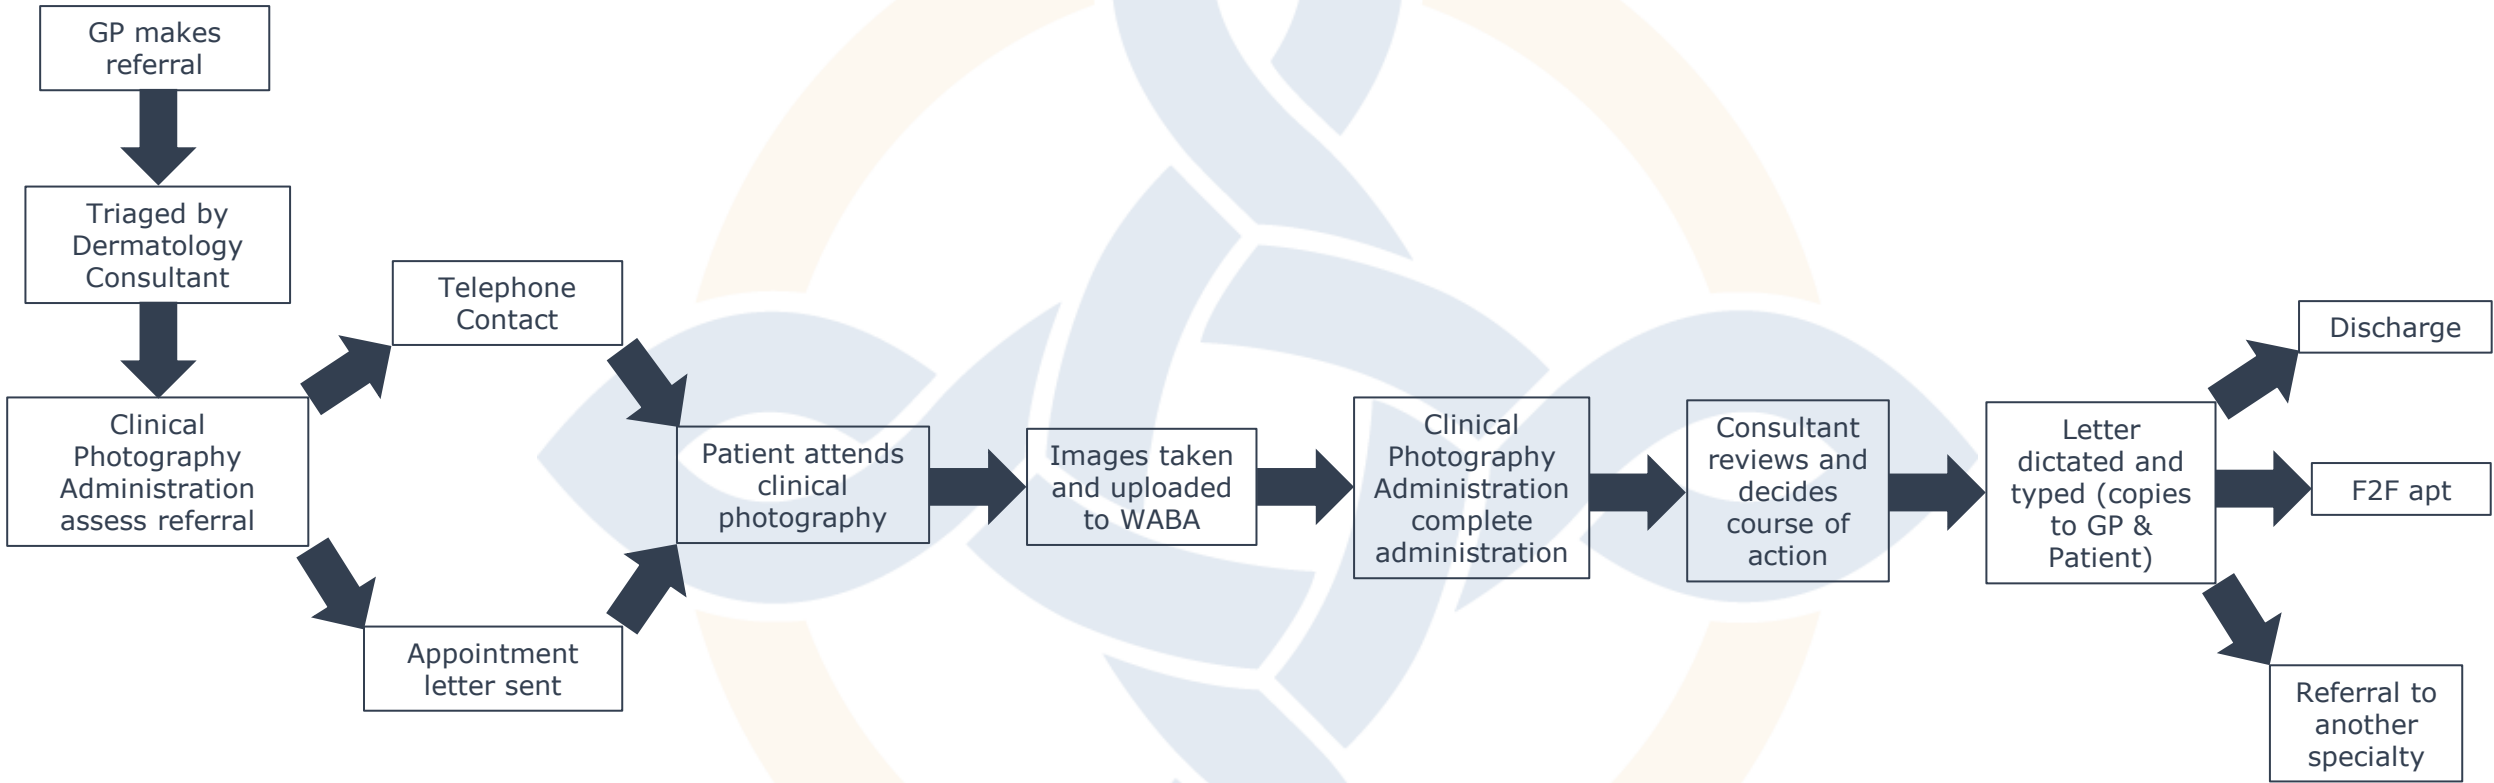 GP makes
referral
Triaged by
Dermatology
Consultant
Clinical
Photography
Administration
assess referral
Telephone
Contact
Appointment
letter sent
Patient attends
clinical
photography
Images taken
and uploaded
to WABA
Clinical
Photography
Administration
complete
administration
Consultant
reviews and
decides
course of
action
Letter
dictated and
typed (copies
to GP &
Patient)
Discharge
F2F apt
Referral to
another
specialty